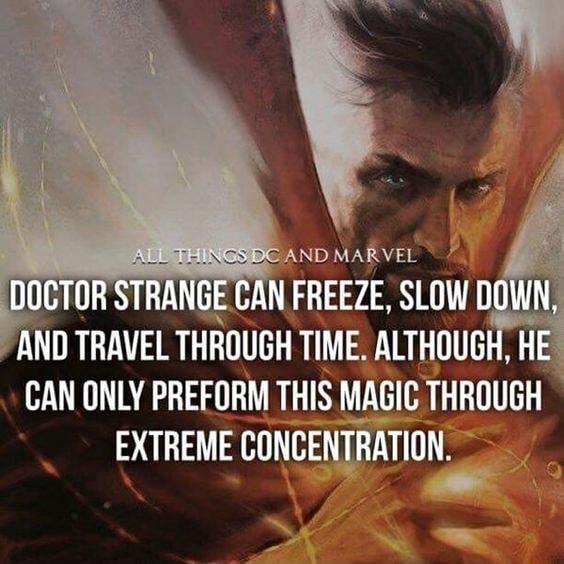 ALL THINGS DC AND MARVEL
DOCTOR STRANGE CAN FREEZE, SLOW DOWN,
AND TRAVEL THROUGH TIME. ALTHOUGH, HE
CAN ONLY PREFORM THIS MAGIC THROUGH
EXTREME CONCENTRATION.